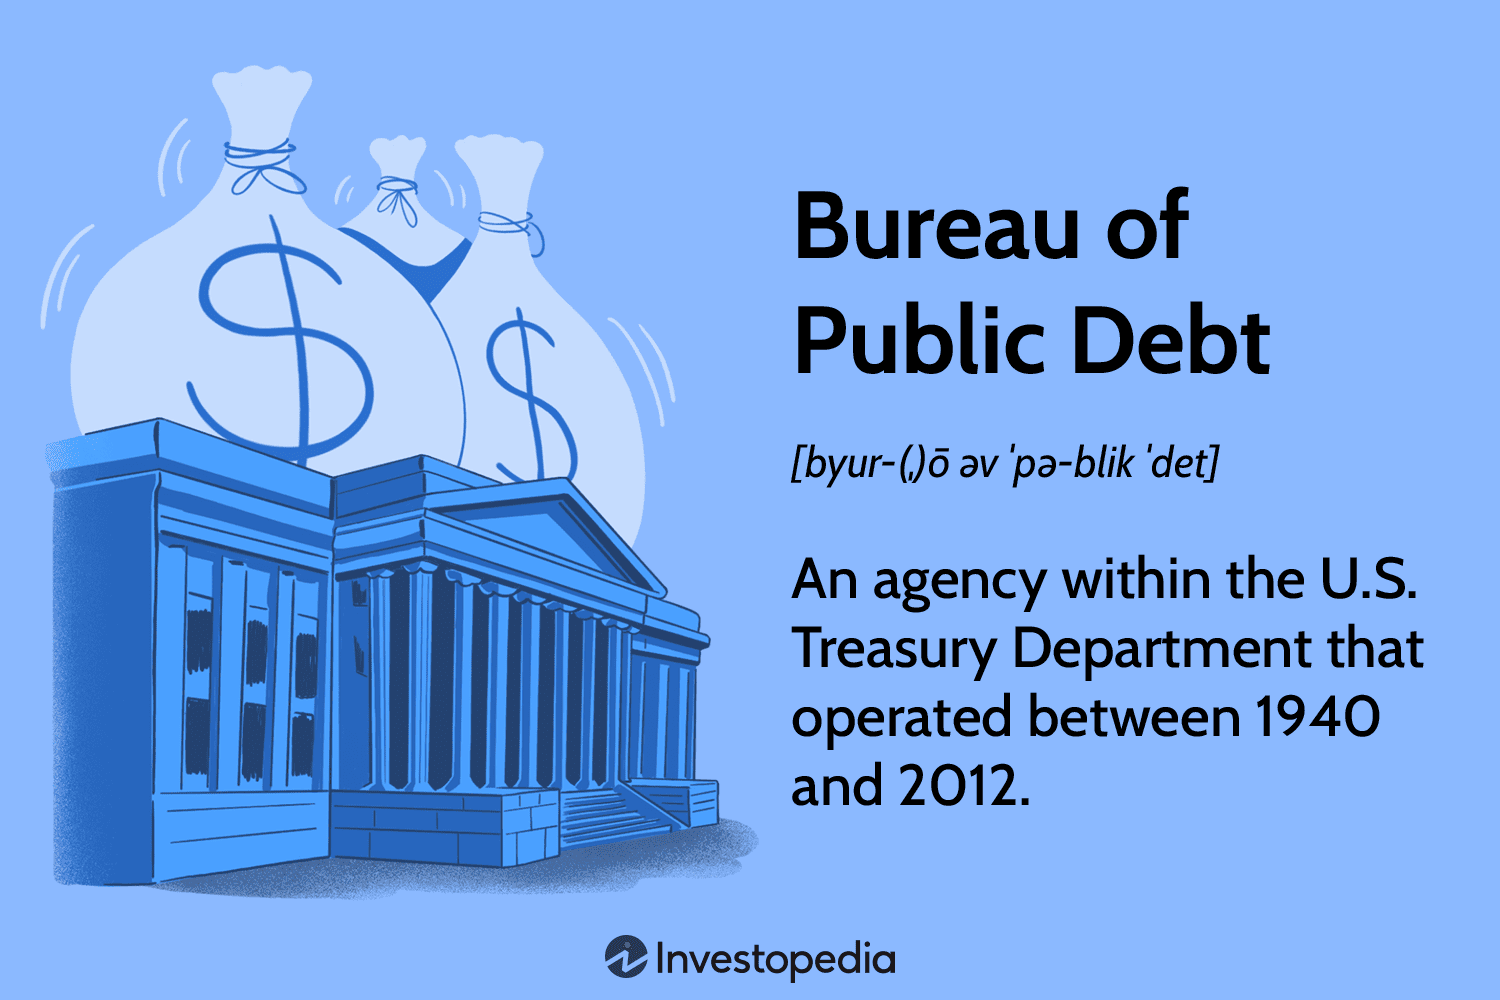 $
$
Bureau of
Public Debt
[byur-(ˌ)ō əv ˈpə-blik ˈdet]
An agency within the U.S.
Treasury Department that
operated between 1940
and 2012.
Investopedia